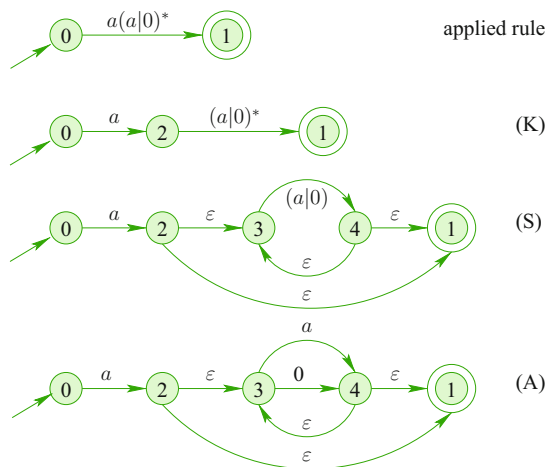 a(a|0)* applied rule
0 1
a (a|0)* (K)
0 2 1
(a|0) (S)
a ε ε
0 2 3 4 1
ε
ε
a
a ε 0 ε (A)
0 2 3 4 1
ε
ε